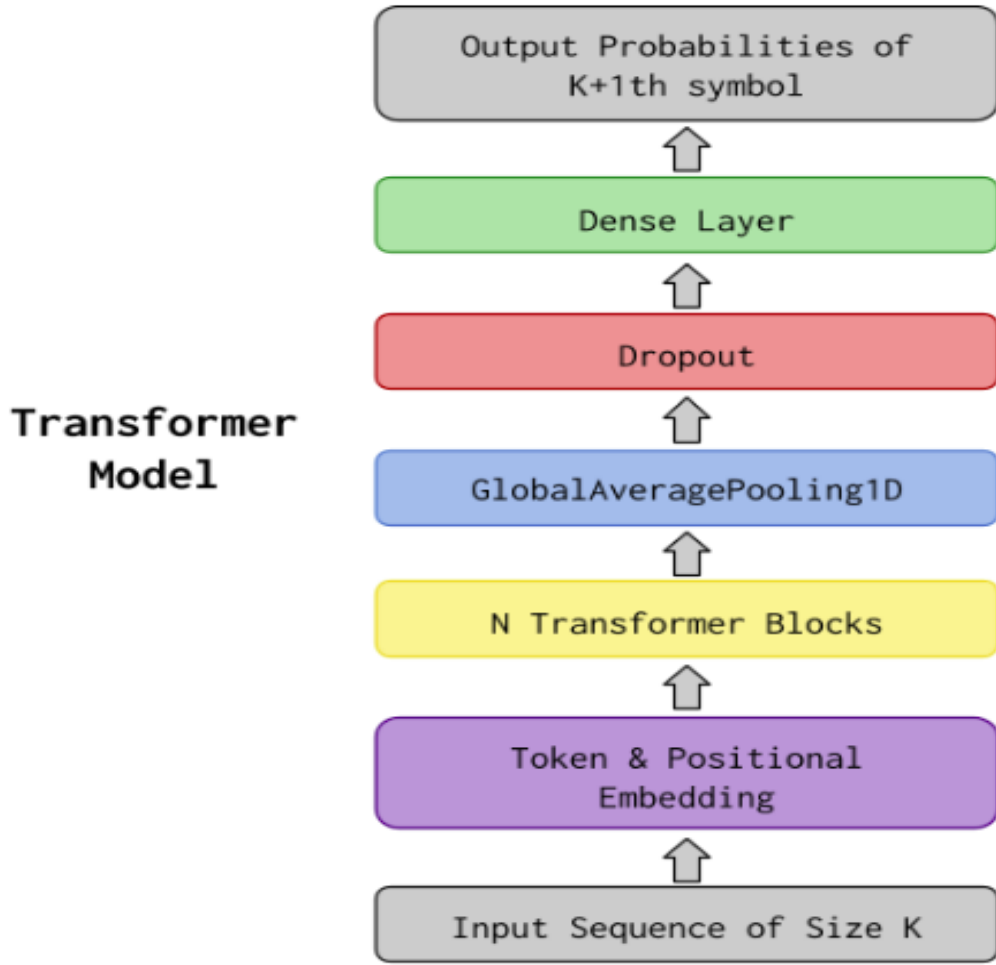 Output Probabilities of
K+1th symbol
Dense Layer
Dropout
Transformer
Model
GlobalAveragePooling1D
N Transformer Blocks
Token & Positional
Embedding
Input Sequence of Size K